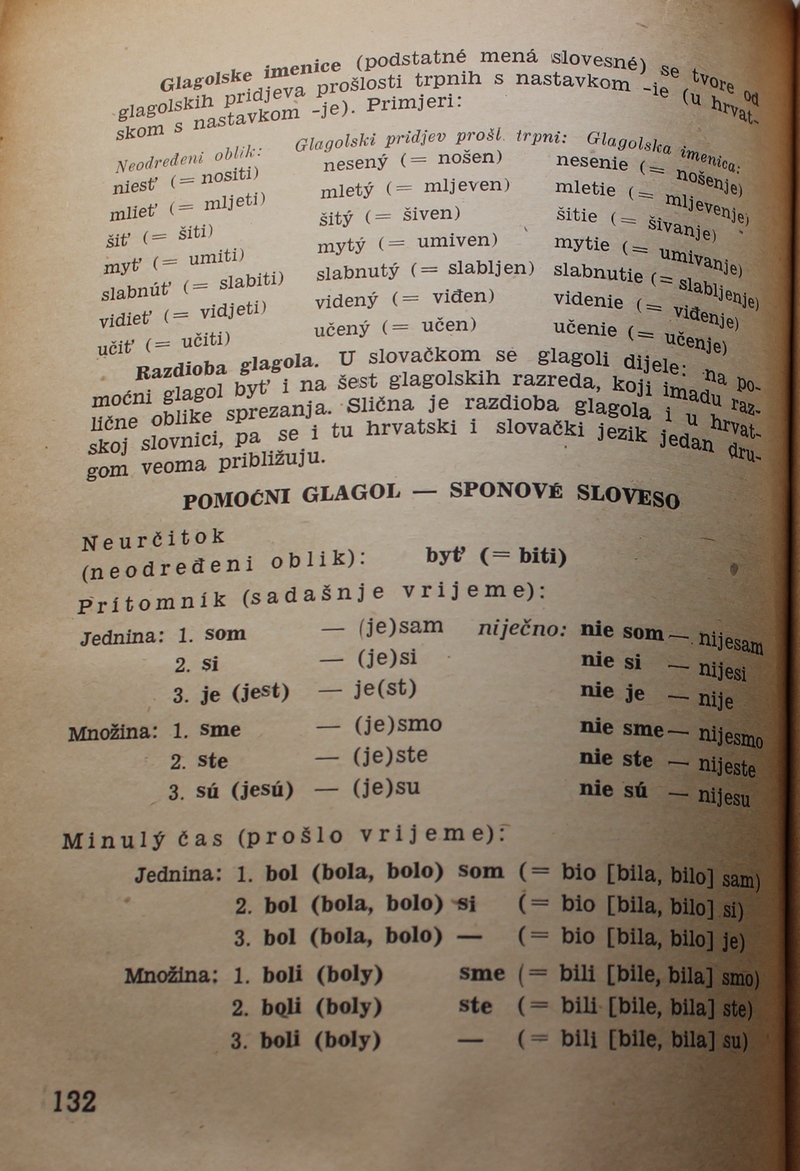 Glagolske imenice (podstatné mená slovesné) se tvore od
glagolskih pridjeva prošlosti trpnih s nastavkom -ie (u hrvat-
skom s nastavkom -je). Primjeri:
Neodređeni oblik: Glagolski pridjev prošl. trpni: Glagolska imenica:
niesť (= nositi) nesený (= nošen) nesenie (= nošenje)
mlieť (= mljeti) mletý (= mljeven) mletie (= mljevenje)
šiť (= šiti) šitý (= šiven) šitie (= šivanje)
myť (= umiti) mytý (= umiven) mytie (= umivanje)
slabnúť (= slabiti) slabnutý (= slabljen) slabnutie (= slabljenje)
vidieť (= vidjeti) videný (= viđen) videnie (= viđenje)
učiť (= učiti) učený (= učen) učenie (= učenje)
Razdioba glagola. U slovačkom se glagoli dijele: na po-
moćni glagol byť i na šest glagolskih razreda, koji imadu raz-
lične oblike sprezanja. Slična je razdioba glagola i u hrvat-
skoj slovnici, pa se i tu hrvatski i slovački jezik jedan dru-
gom veoma približuju.
POMOĆNI GLAGOL — SPONOVÉ SLOVESO
Neurčitok
(neodređeni oblik): byť (= biti)
Prítomník (sadašnje vrijeme):
Jednina: 1. som — (je)sam niječno: nie som — nijesam
2. si — (je)si nie si — nijesi
3. je (jest) — je(st) nie je — nije
Množina: 1. sme — (je)smo nie sme — nijesmo
2. ste — (je)ste nie ste — nijeste
3. sú (jesú) — (je)su nie sú — nijesu
Minulý čas (prošlo vrijeme):
Jednina: 1. bol (bola, bolo) som (= bio [bila, bilo] sam)
2. bol (bola, bolo) si (= bio [bila, bilo] si)
3. bol (bola, bolo) — (= bio [bila, bilo] je)
Množina: 1. boli (boly) sme (= bili [bile, bila] smo)
2. boli (boly) ste (= bili [bile, bila] ste)
3. boli (boly) — (= bili [bile, bila] su)
132